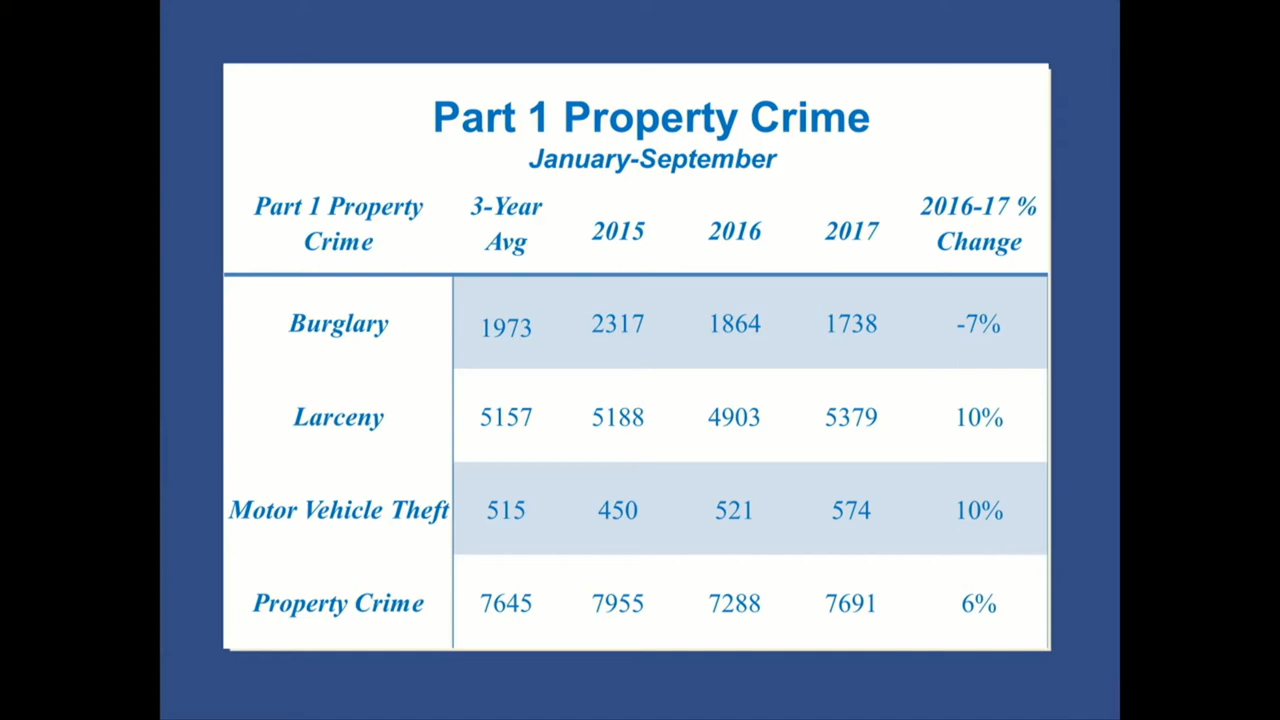 Part 1 Property Crime
January-September
Part 1 Property Crime 3-Year Avg 2015 2016 2017 2016-17 % Change
Burglary 1973 2317 1864 1738 -7%
Larceny 5157 5188 4903 5379 10%
Motor Vehicle Theft 515 450 521 574 10%
Property Crime 7645 7955 7288 7691 6%